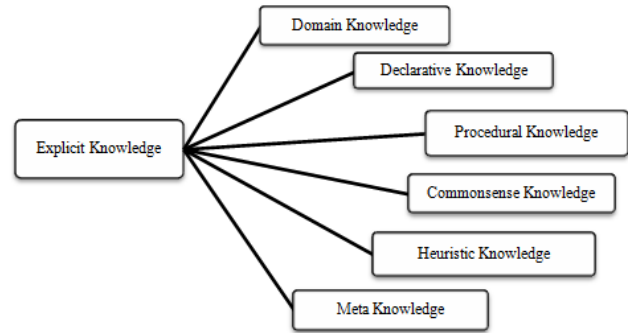 Domain Knowledge
Declarative Knowledge
Explicit Knowledge
Procedural Knowledge
Commonsense Knowledge
Heuristic Knowledge
Meta Knowledge